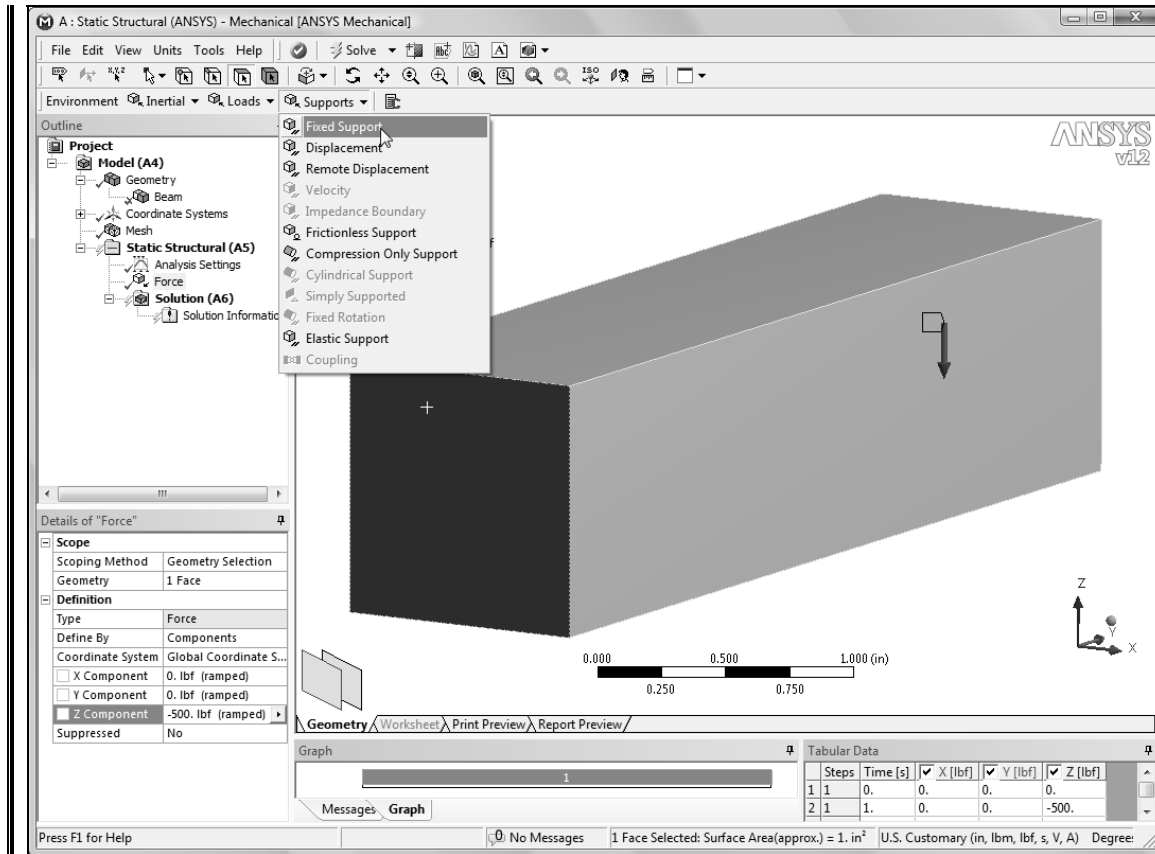 A : Static Structural (ANSYS) - Mechanical [ANSYS Mechanical]
File Edit View Units Tools Help Solve A
X,Y,Z ISO
Environment Inertial Loads Supports
Outline
Project
Model (A4)
Geometry
Beam
Coordinate Systems
Mesh
Static Structural (A5)
Analysis Settings
Force
Solution (A6)
Solution Informatio
Fixed Support
Displacement
Remote Displacement
Velocity
Impedance Boundary
Frictionless Support
Compression Only Support
Cylindrical Support
Simply Supported
Fixed Rotation
Elastic Support
Coupling
f
ANSYS
v12
Details of "Force"
Scope
Scoping Method Geometry Selection
Geometry 1 Face
Definition
Type Force
Define By Components
Coordinate System Global Coordinate S...
X Component 0. lbf (ramped)
Y Component 0. lbf (ramped)
Z Component -500. lbf (ramped)
Suppressed No
Z
Y
X
0.000 0.500 1.000 (in)
0.250 0.750
Geometry Worksheet Print Preview Report Preview
Graph
1
Messages Graph
Tabular Data
Steps Time [s] X [lbf] Y [lbf] Z [lbf]
1 1 0. 0. 0. 0.
2 1 1. 0. 0. -500.
Press F1 for Help 0 No Messages 1 Face Selected: Surface Area(approx.) = 1. in² U.S. Customary (in, lbm, lbf, s, V, A) Degree: